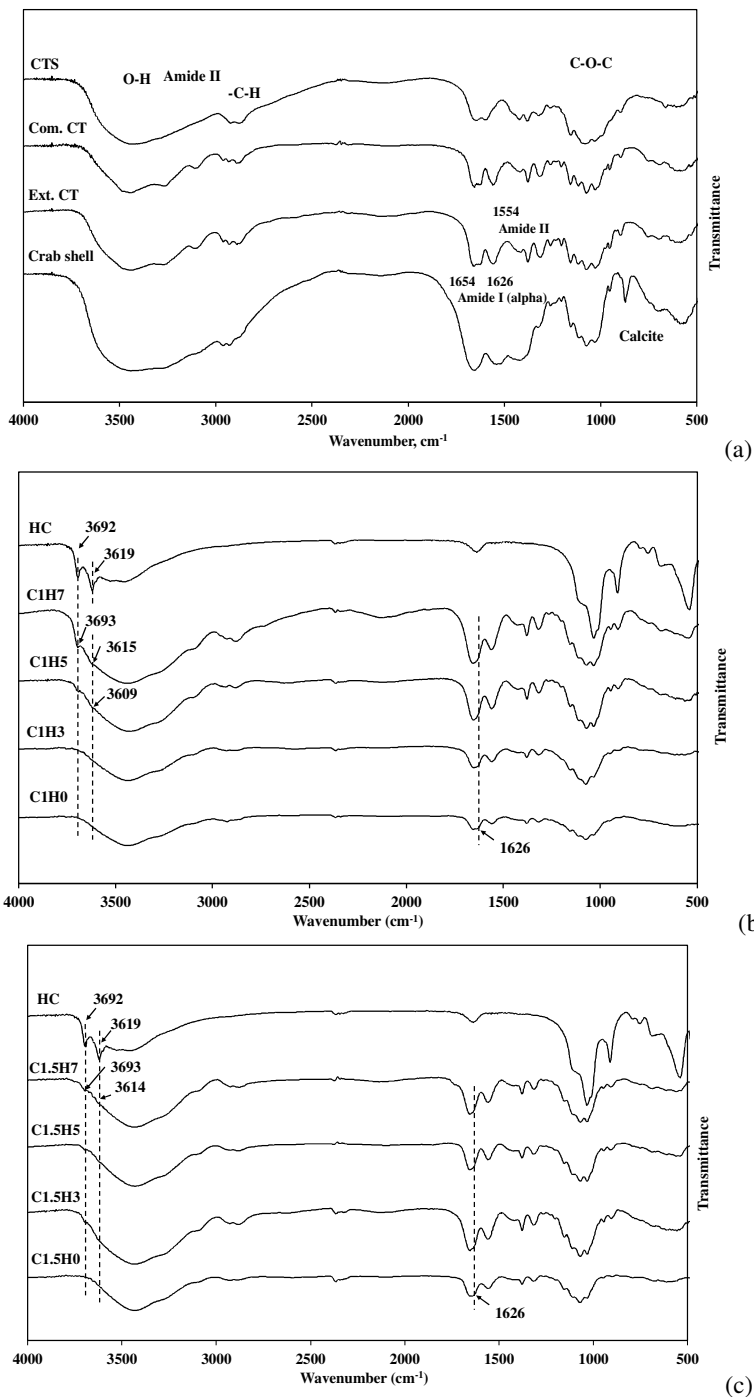 CTS
O-H
Amide II
-C-H
C-O-C
Com. CT
Ext. CT
1554
Amide II
Crab shell
1654
1626
Amide I (alpha)
Calcite
Transmittance
4000 3500 3000 2500 2000 1500 1000 500
Wavenumber, cm-1
(a)
HC
3692
3619
C1H7
3693
3615
C1H5
3609
C1H3
C1H0
1626
Transmittance
4000 3500 3000 2500 2000 1500 1000 500
Wavenumber (cm-1)
(b
HC
3692
3619
C1.5H7
3693
3614
C1.5H5
C1.5H3
C1.5H0
1626
Transmittance
4000 3500 3000 2500 2000 1500 1000 500
Wavenumber (cm-1)
(c)